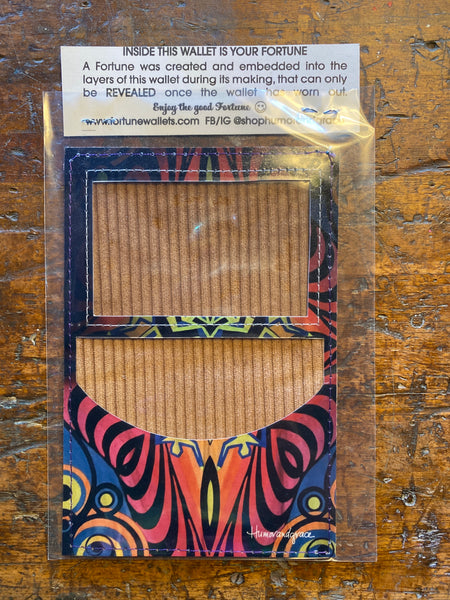 INSIDE THIS WALLET IS YOUR FORTUNE
A Fortune was created and embedded into the
layers of this wallet during its making, that can only
be REVEALED once the wallet has worn out.
Enjoy the good Fortune ☺
www.fortunewallets.com FB/IG @shophumorandgrace
Humorandgrace